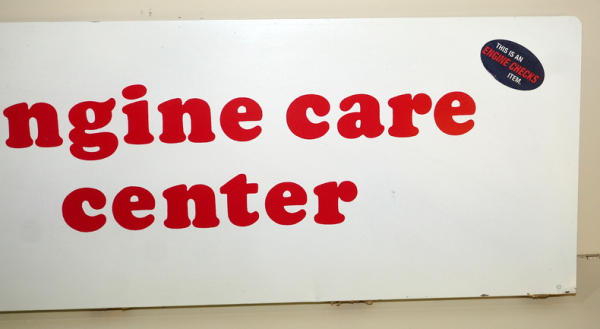 ngine care
center
THIS IS AN
ENGINE CHECKS
ITEM.